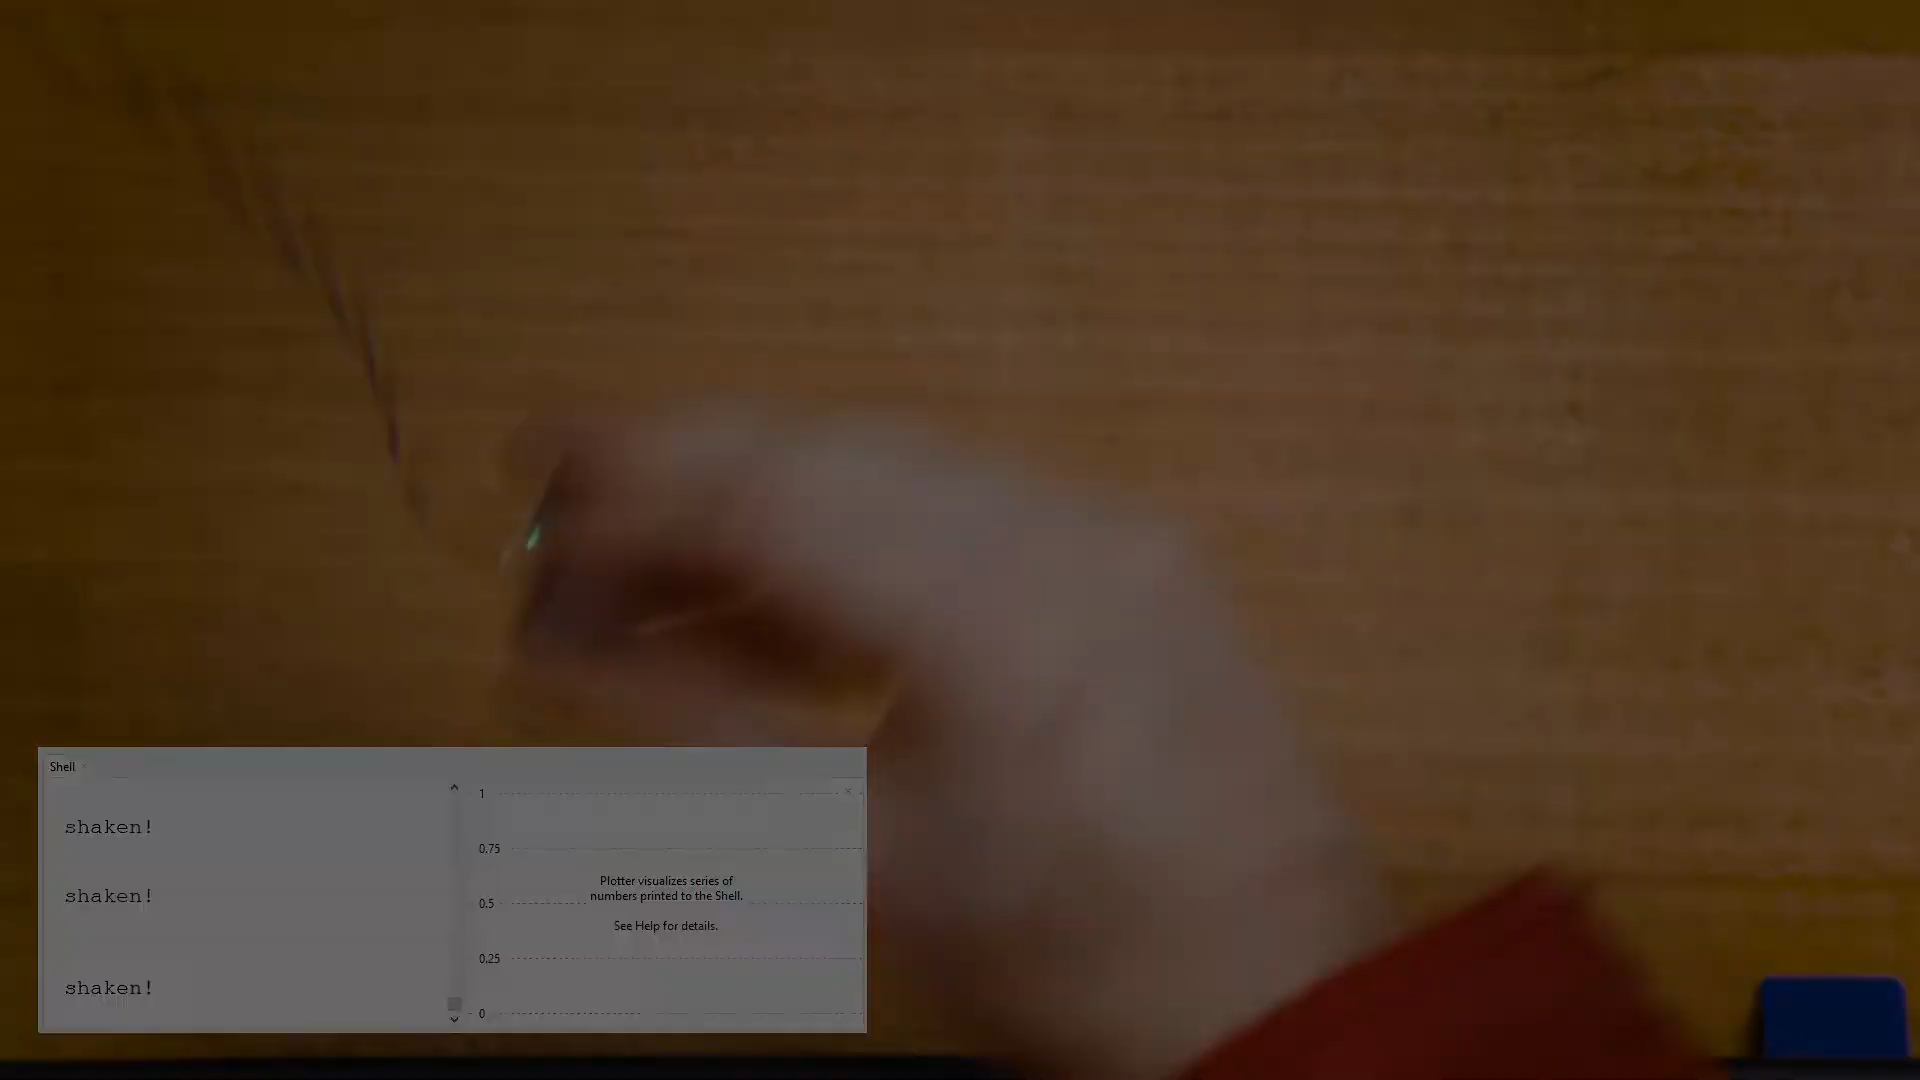 Shell
shaken!
shaken!
shaken!
1
0.75
0.5
0.25
0
Plotter visualizes series of
numbers printed to the Shell.
See Help for details.